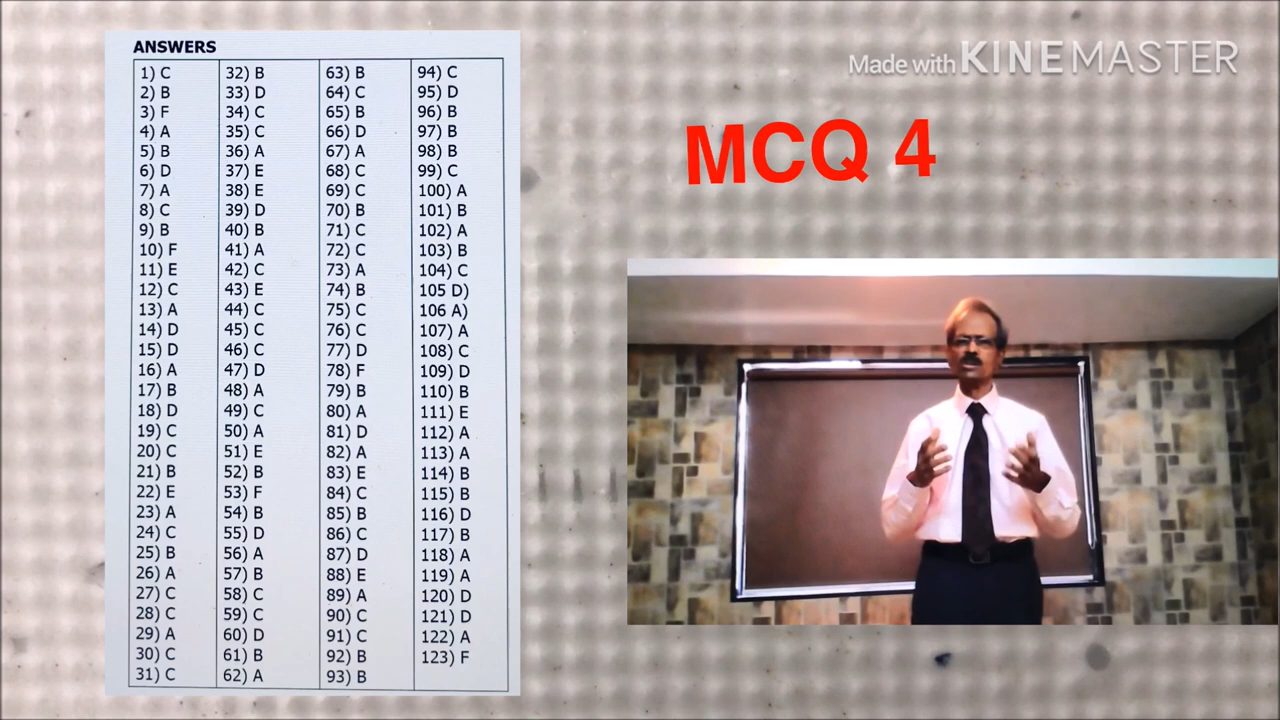 ANSWERS
1) C
2) B
3) F
4) A
5) B
6) D
7) A
8) C
9) B
10) F
11) E
12) C
13) A
14) D
15) D
16) A
17) B
18) D
19) C
20) C
21) B
22) E
23) A
24) C
25) B
26) A
27) C
28) C
29) A
30) C
31) C
32) B
33) D
34) C
35) C
36) A
37) E
38) E
39) D
40) B
41) A
42) C
43) E
44) C
45) C
46) C
47) D
48) A
49) C
50) A
51) E
52) B
53) F
54) B
55) D
56) A
57) B
58) C
59) C
60) D
61) B
62) A
63) B
64) C
65) B
66) D
67) A
68) C
69) C
70) B
71) C
72) C
73) A
74) B
75) C
76) C
77) D
78) F
79) B
80) A
81) D
82) A
83) E
84) C
85) B
86) C
87) D
88) E
89) A
90) C
91) C
92) B
93) B
94) C
95) D
96) B
97) B
98) B
99) C
100) A
101) B
102) A
103) B
104) C
105 D)
106 A)
107) A
108) C
109) D
110) B
111) E
112) A
113) A
114) B
115) B
116) D
117) B
118) A
119) A
120) D
121) D
122) A
123) F
Made with KINEMASTER
MCQ 4